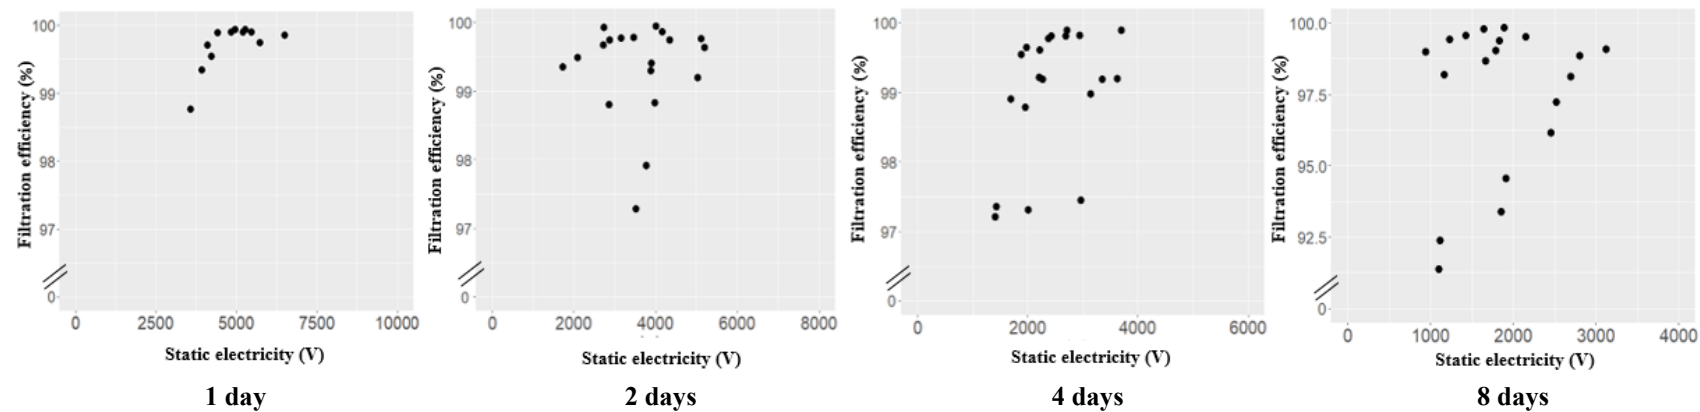 Filtration efficiency (%)
100
99
98
97
0
0 2500 5000 7500 10000
Static electricity (V)
1 day
Filtration efficiency (%)
100
99
98
97
0
0 2000 4000 6000 8000
Static electricity (V)
2 days
Filtration efficiency (%)
100
99
98
97
0
0 2000 4000 6000
Static electricity (V)
4 days
Filtration efficiency (%)
100.0
97.5
95.0
92.5
0
0 1000 2000 3000 4000
Static electricity (V)
8 days